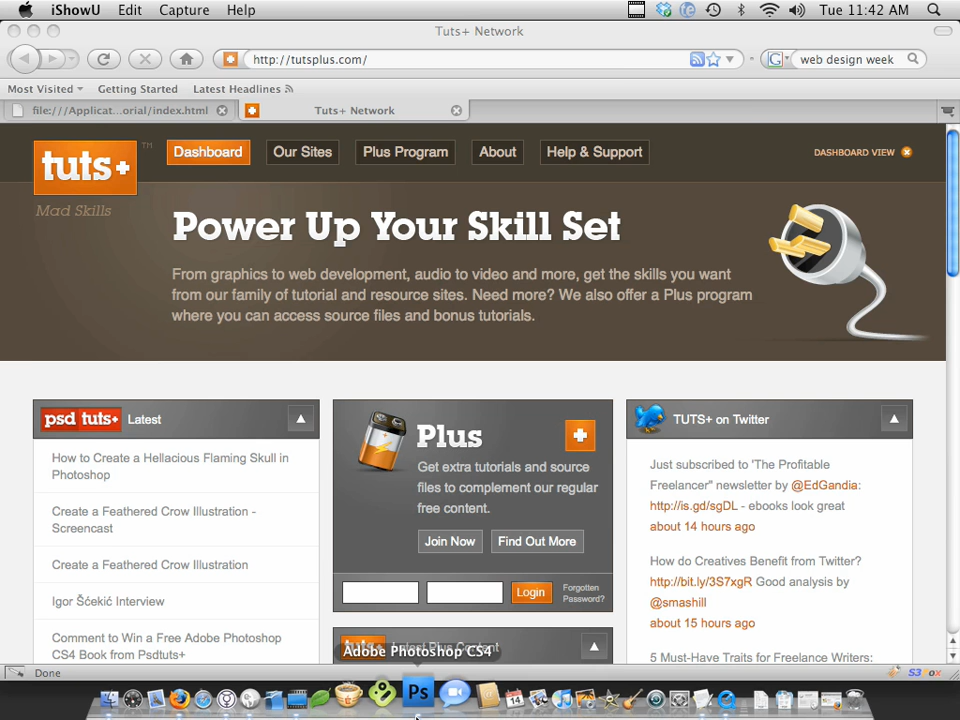 iShowU Edit Capture Help Tue 11:42 AM
Tuts+ Network
http://tutsplus.com/ web design week
Most Visited Getting Started Latest Headlines
file:///Applicat...orial/index.html Tuts+ Network
tuts+ TM Dashboard Our Sites Plus Program About Help & Support DASHBOARD VIEW
Mad Skills
Power Up Your Skill Set
From graphics to web development, audio to video and more, get the skills you want
from our family of tutorial and resource sites. Need more? We also offer a Plus program
where you can access source files and bonus tutorials.
psd tuts+ Latest
How to Create a Hellacious Flaming Skull in
Photoshop
Create a Feathered Crow Illustration -
Screencast
Create a Feathered Crow Illustration
Igor Šćekić Interview
Comment to Win a Free Adobe Photoshop
CS4 Book from Psdtuts+
Plus
Get extra tutorials and source
files to complement our regular
free content.
Join Now Find Out More
Login Forgotten
Password?
Latest Plus Content
TUTS+ on Twitter
Just subscribed to 'The Profitable
Freelancer" newsletter by @EdGandia:
http://is.gd/sgDL - ebooks look great
about 14 hours ago
How do Creatives Benefit from Twitter?
http://bit.ly/3S7xgR Good analysis by
@smashill
about 15 hours ago
5 Must-Have Traits for Freelance Writers:
Adobe Photoshop CS4
Done S3Fox
Ps